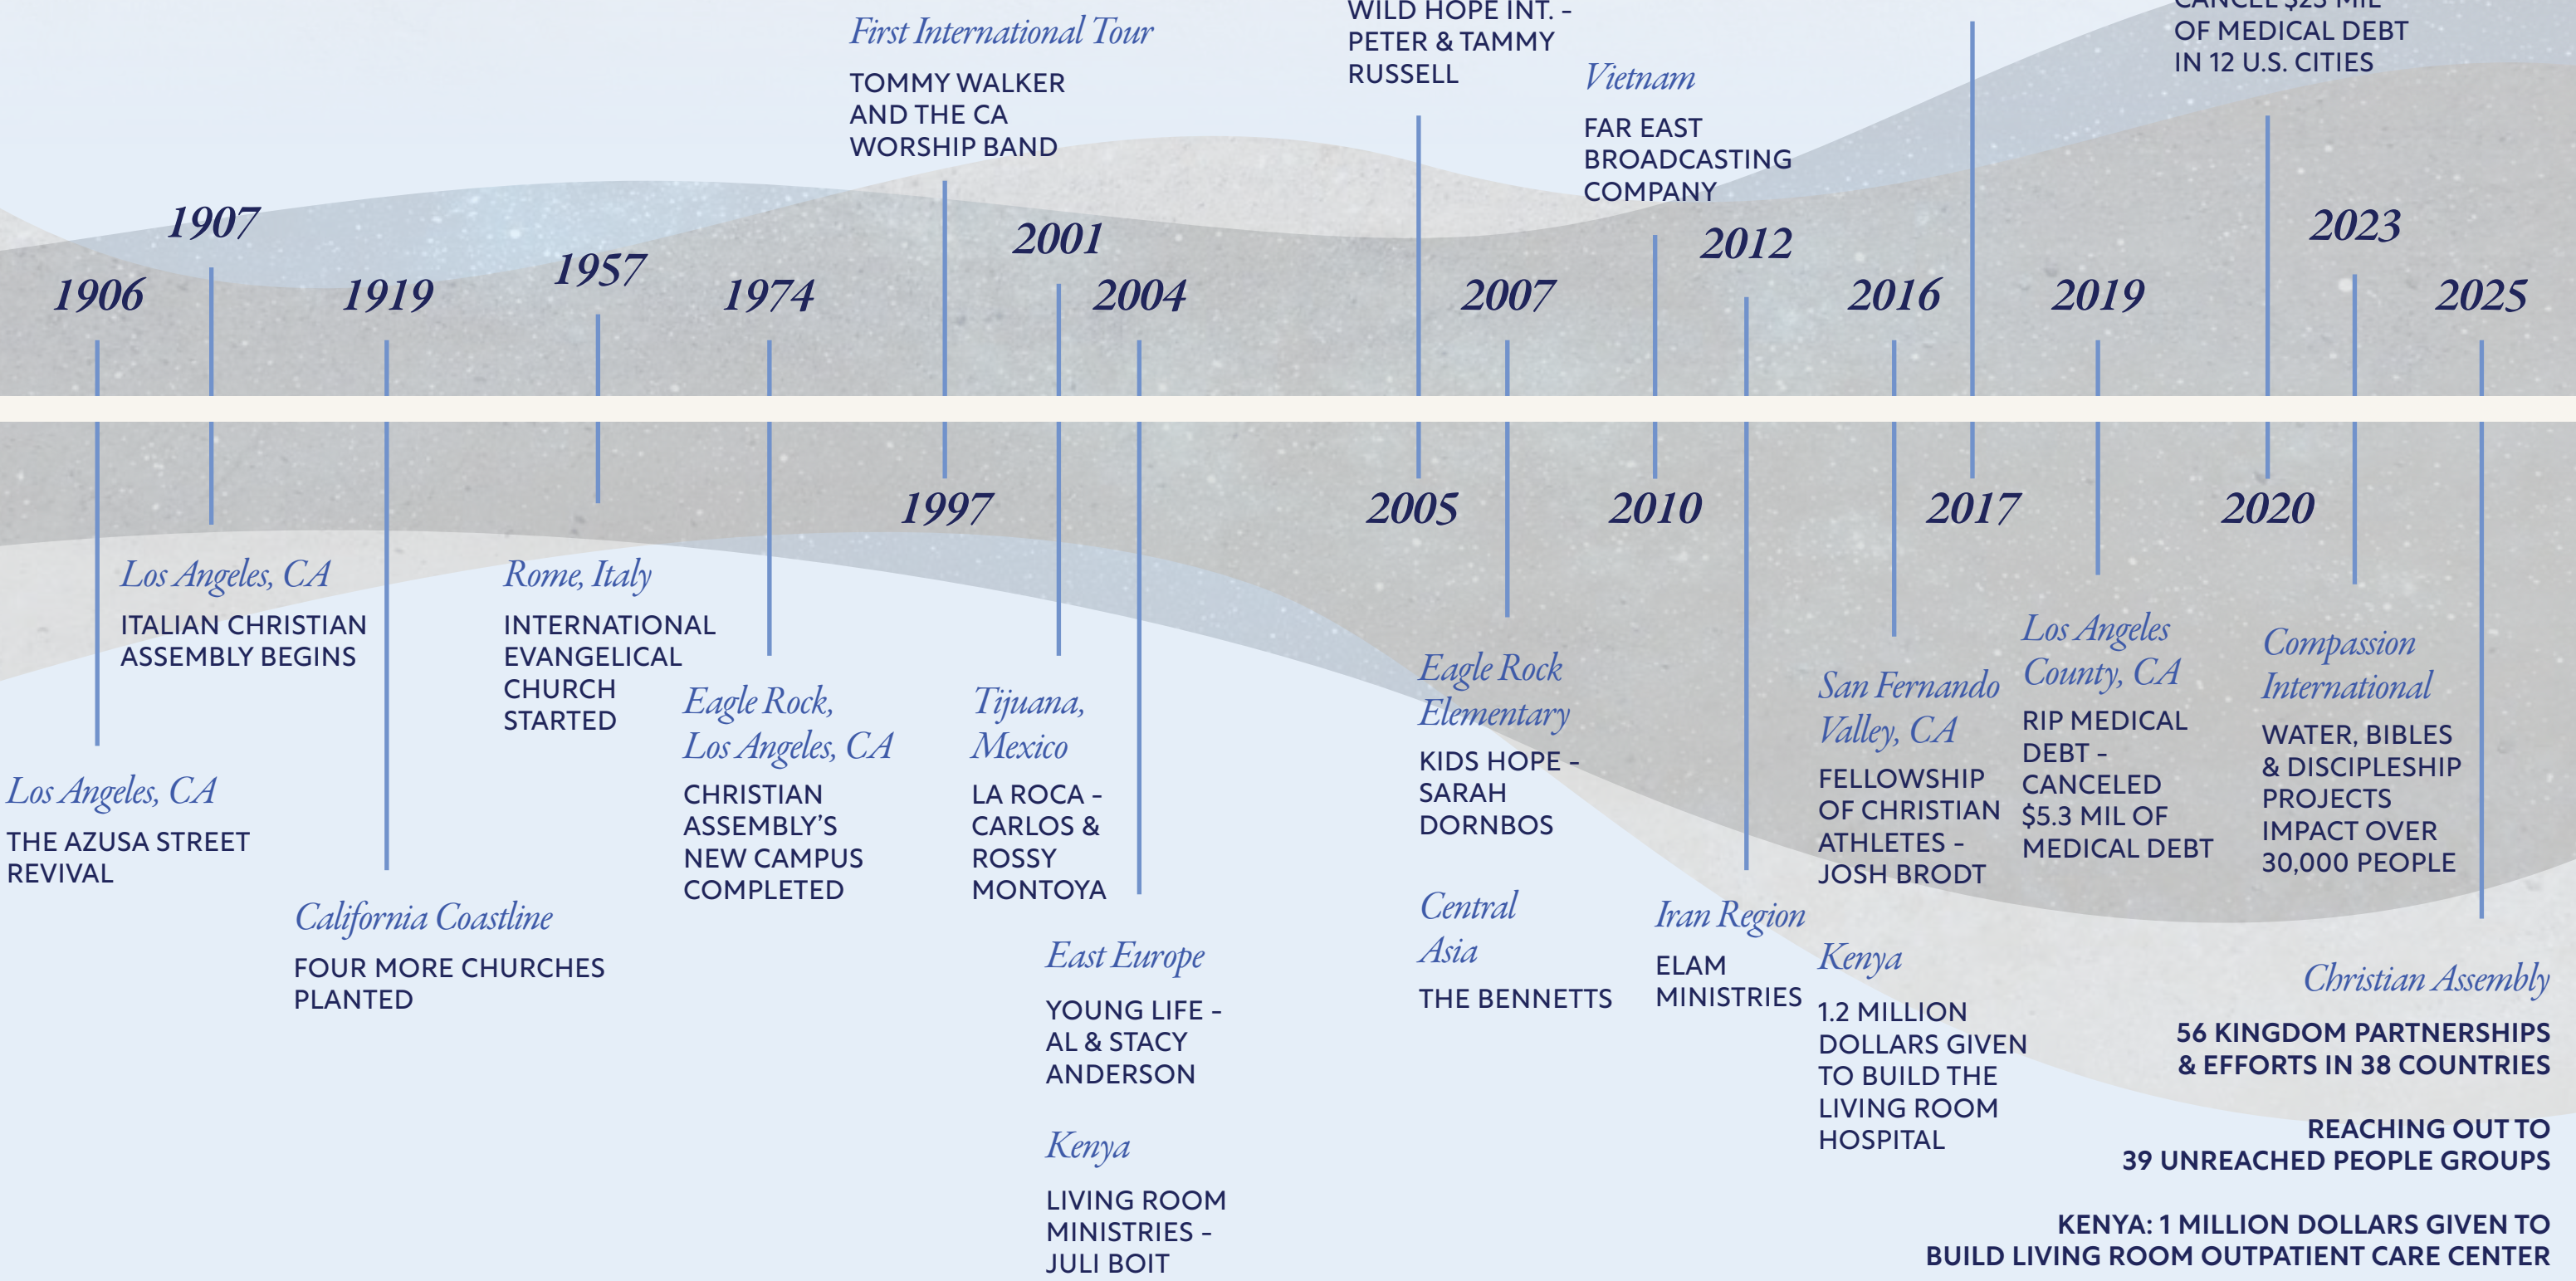 First International Tour
TOMMY WALKER
AND THE CA
WORSHIP BAND
WILD HOPE INT. -
PETER & TAMMY
RUSSELL
Vietnam
FAR EAST
BROADCASTING
COMPANY
CANCEL $25 MIL
OF MEDICAL DEBT
IN 12 U.S. CITIES
1906
1907
1919
1957
1974
2001
2004
2007
2012
2016
2019
2023
2025
1997
2005
2010
2017
2020
Los Angeles, CA
THE AZUSA STREET
REVIVAL
Los Angeles, CA
ITALIAN CHRISTIAN
ASSEMBLY BEGINS
California Coastline
FOUR MORE CHURCHES
PLANTED
Rome, Italy
INTERNATIONAL
EVANGELICAL
CHURCH
STARTED
Eagle Rock,
Los Angeles, CA
CHRISTIAN
ASSEMBLY’S
NEW CAMPUS
COMPLETED
Tijuana,
Mexico
LA ROCA -
CARLOS &
ROSSY
MONTOYA
East Europe
YOUNG LIFE -
AL & STACY
ANDERSON
Kenya
LIVING ROOM
MINISTRIES -
JULI BOIT
Eagle Rock
Elementary
KIDS HOPE -
SARAH
DORNBOS
Central
Asia
THE BENNETTS
Iran Region
ELAM
MINISTRIES
San Fernando
Valley, CA
FELLOWSHIP
OF CHRISTIAN
ATHLETES -
JOSH BRODT
Kenya
1.2 MILLION
DOLLARS GIVEN
TO BUILD THE
LIVING ROOM
HOSPITAL
Los Angeles
County, CA
RIP MEDICAL
DEBT -
CANCELED
$5.3 MIL OF
MEDICAL DEBT
Compassion
International
WATER, BIBLES
& DISCIPLESHIP
PROJECTS
IMPACT OVER
30,000 PEOPLE
Christian Assembly
56 KINGDOM PARTNERSHIPS
& EFFORTS IN 38 COUNTRIES
REACHING OUT TO
39 UNREACHED PEOPLE GROUPS
KENYA: 1 MILLION DOLLARS GIVEN TO
BUILD LIVING ROOM OUTPATIENT CARE CENTER